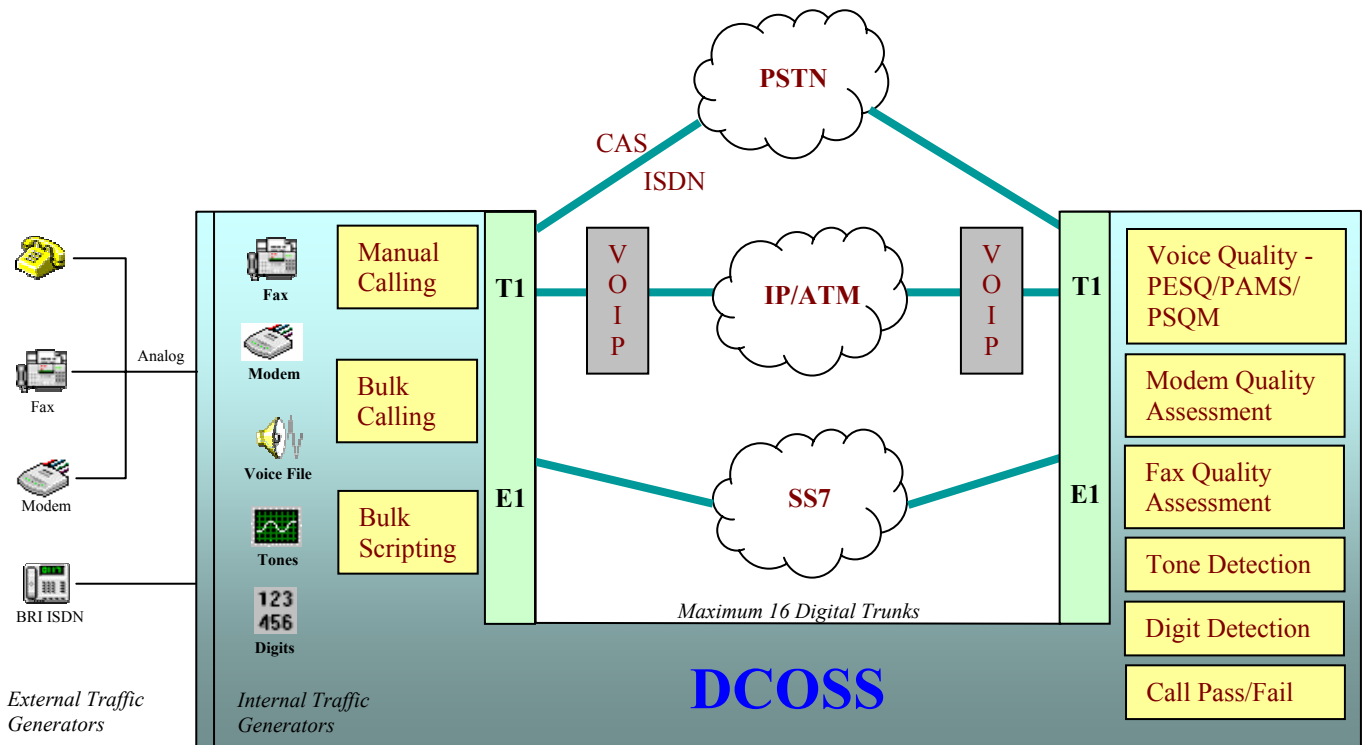 PSTN
CAS
ISDN
Fax
Modem
Voice File
Tones
123
456
Digits
Manual
Calling
Bulk
Calling
Bulk
Scripting
T1
E1
V
O
I
P
IP/ATM
V
O
I
P
SS7
Maximum 16 Digital Trunks
T1
E1
Voice Quality -
PESQ/PAMS/
PSQM
Modem Quality
Assessment
Fax Quality
Assessment
Tone Detection
Digit Detection
Call Pass/Fail
Analog
Fax
Modem
BRI ISDN
External Traffic
Generators
Internal Traffic
Generators
DCOSS